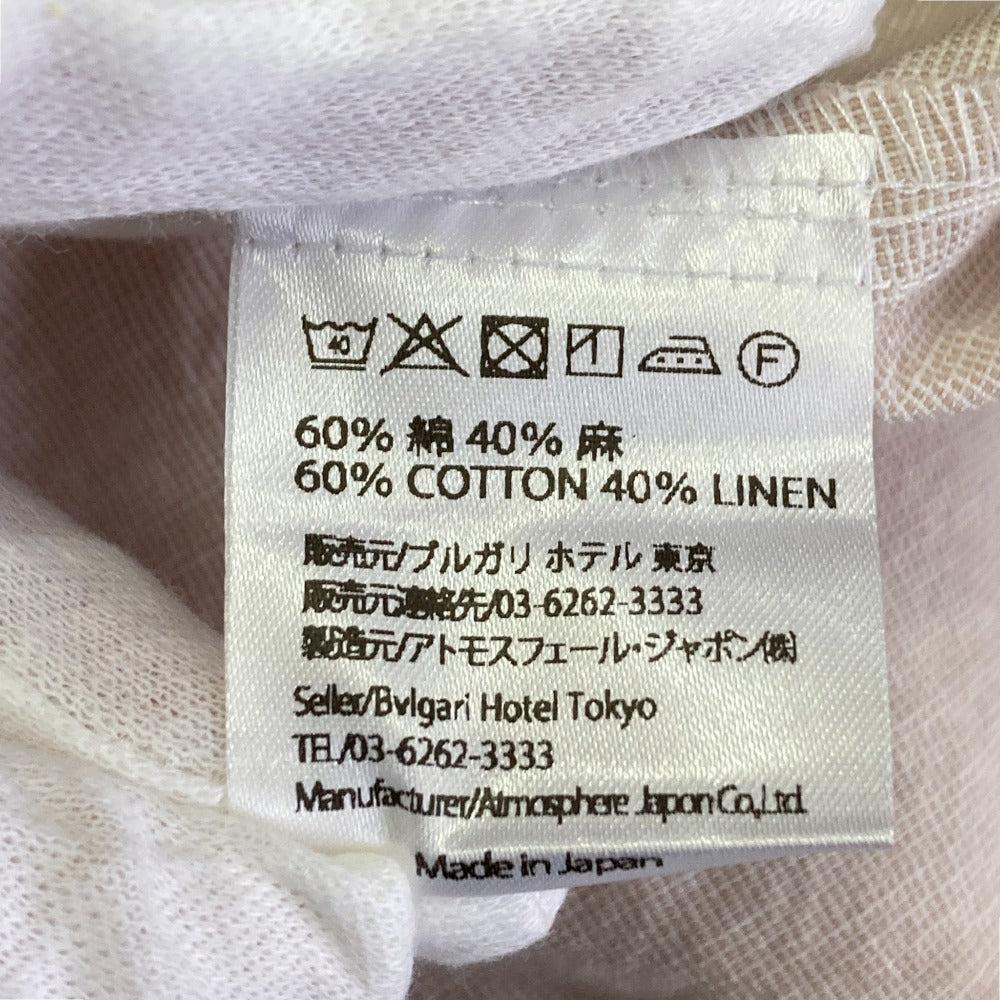 40 F
60% 綿 40% 麻
60% COTTON 40% LINEN
販売元/ブルガリ ホテル 東京
販売元連絡先/03-6262-3333
製造元/アトモスフェール・ジャポン㈱
Seller/Bvlgari Hotel Tokyo
TEL/03-6262-3333
Manufacturer/Atmosphere Japon Co.,Ltd.
Made in Japan